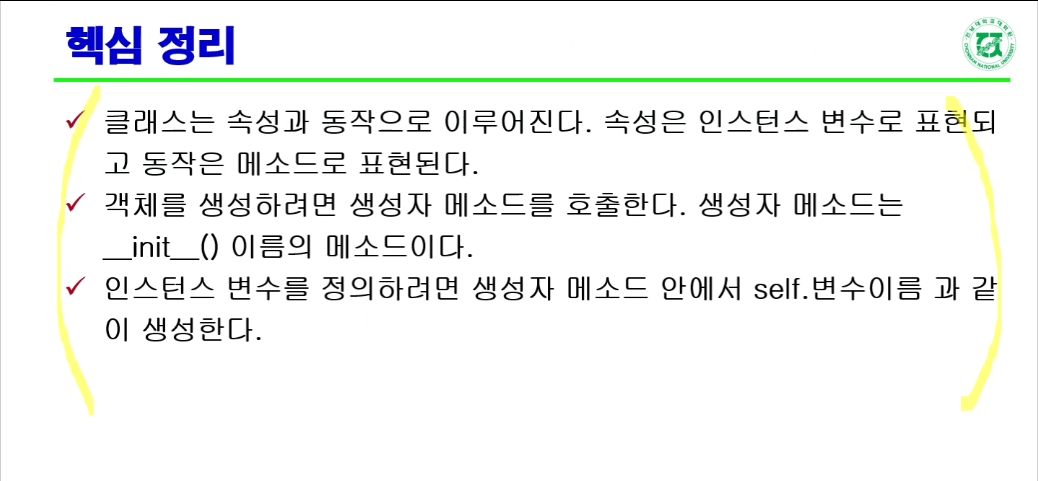 헥심 정리
클래스는 속성과 동작으로 이루어진다. 속성은 인스턴스 변수로 표현되
고 동작은 메소드로 표현된다.
객체를 생성하려면 생성자 메소드를 호출한다. 생성자 메소드는
__init__() 이름의 메소드이다.
인스턴스 변수를 정의하려면 생성자 메소드 안에서 self.변수이름 과 같
이 생성한다.